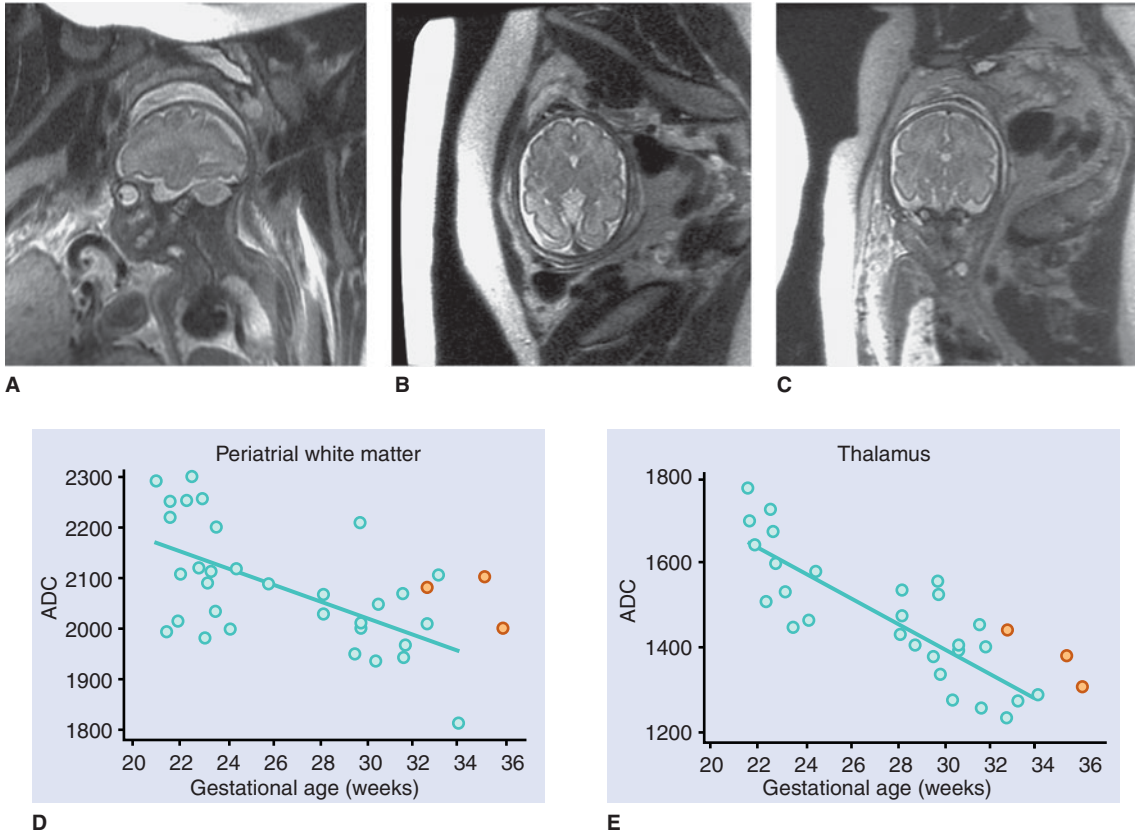 A
B
C
Periatrial white matter
2300
2200
2100
2000
1900
1800
ADC
20 22 24 26 28 30 32 34 36
Gestational age (weeks)
D
Thalamus
1800
1600
1400
1200
ADC
20 22 24 26 28 30 32 34 36
Gestational age (weeks)
E